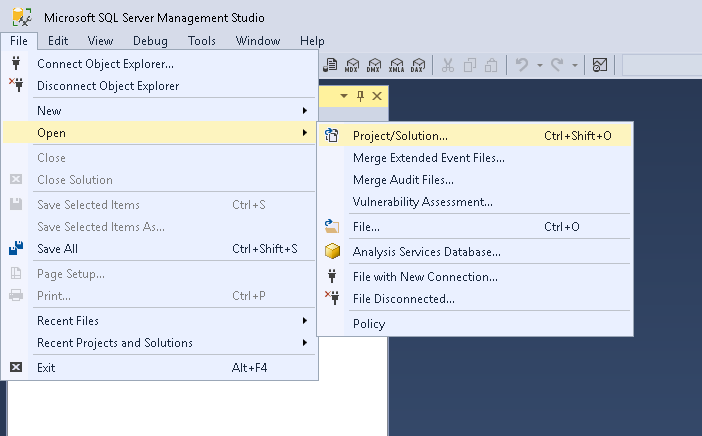 Microsoft SQL Server Management Studio
File Edit View Debug Tools Window Help
MDX DMX XMLA DAX
Connect Object Explorer...
Disconnect Object Explorer
New
Open
Close
Close Solution
Save Selected Items Ctrl+S
Save Selected Items As...
Save All Ctrl+Shift+S
Page Setup...
Print... Ctrl+P
Recent Files
Recent Projects and Solutions
Exit Alt+F4
Project/Solution... Ctrl+Shift+O
Merge Extended Event Files...
Merge Audit Files...
Vulnerability Assessment...
File... Ctrl+O
Analysis Services Database...
File with New Connection...
File Disconnected...
Policy